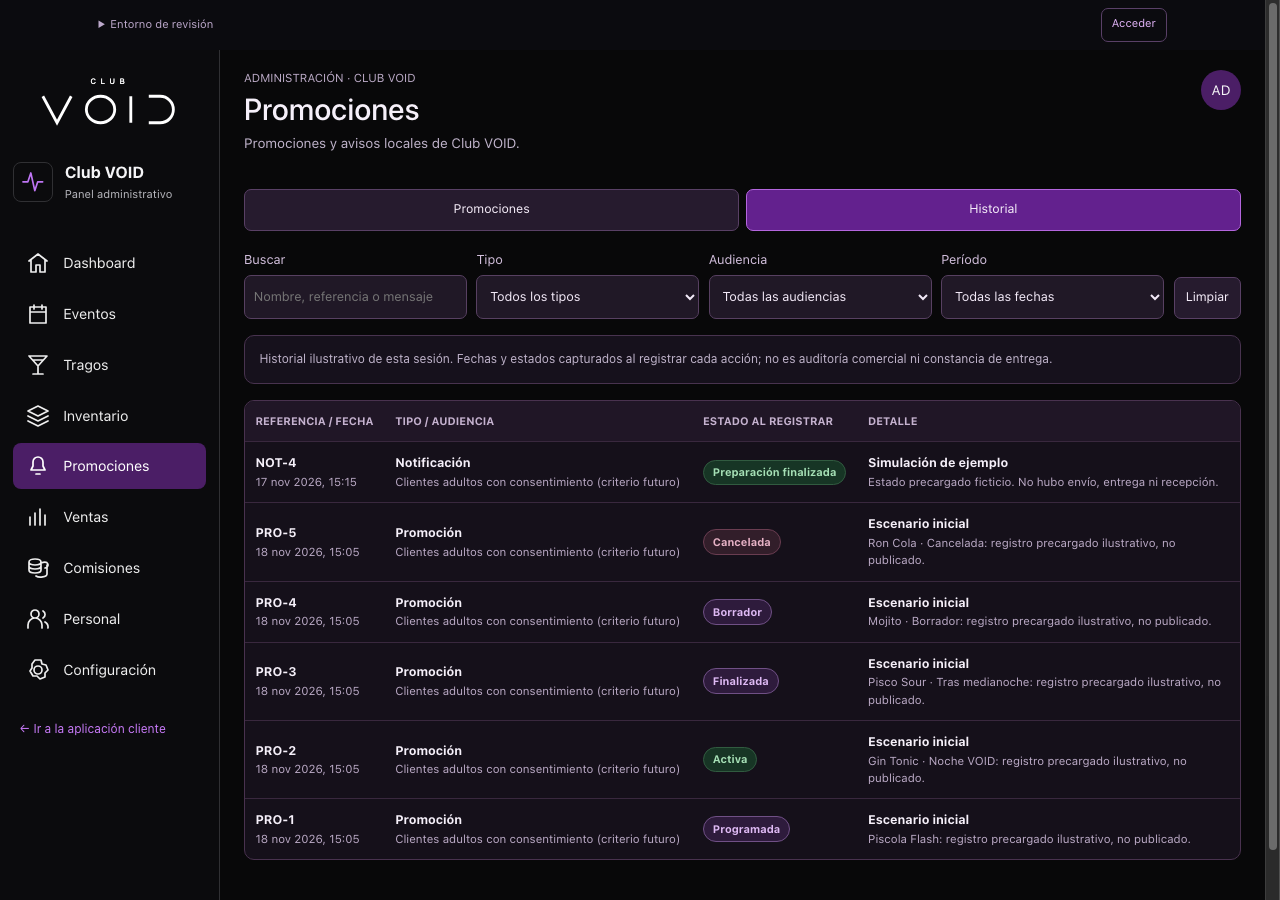 ▶ Entorno de revisión
Acceder
CLUB
VOID
Club VOID
Panel administrativo
Dashboard
Eventos
Tragos
Inventario
Promociones
Ventas
Comisiones
Personal
Configuración
← Ir a la aplicación cliente
ADMINISTRACIÓN · CLUB VOID
AD
Promociones
Promociones y avisos locales de Club VOID.
Promociones
Historial
Buscar
Tipo
Audiencia
Período
Nombre, referencia o mensaje
Todos los tipos
Todas las audiencias
Todas las fechas
Limpiar
Historial ilustrativo de esta sesión. Fechas y estados capturados al registrar cada acción; no es auditoría comercial ni constancia de entrega.
REFERENCIA / FECHA
TIPO / AUDIENCIA
ESTADO AL REGISTRAR
DETALLE
NOT-4
17 nov 2026, 15:15
Notificación
Clientes adultos con consentimiento (criterio futuro)
Preparación finalizada
Simulación de ejemplo
Estado precargado ficticio. No hubo envío, entrega ni recepción.
PRO-5
18 nov 2026, 15:05
Promoción
Clientes adultos con consentimiento (criterio futuro)
Cancelada
Escenario inicial
Ron Cola · Cancelada: registro precargado ilustrativo, no
publicado.
PRO-4
18 nov 2026, 15:05
Promoción
Clientes adultos con consentimiento (criterio futuro)
Borrador
Escenario inicial
Mojito · Borrador: registro precargado ilustrativo, no publicado.
PRO-3
18 nov 2026, 15:05
Promoción
Clientes adultos con consentimiento (criterio futuro)
Finalizada
Escenario inicial
Pisco Sour · Tras medianoche: registro precargado ilustrativo, no
publicado.
PRO-2
18 nov 2026, 15:05
Promoción
Clientes adultos con consentimiento (criterio futuro)
Activa
Escenario inicial
Gin Tonic · Noche VOID: registro precargado ilustrativo, no
publicado.
PRO-1
18 nov 2026, 15:05
Promoción
Clientes adultos con consentimiento (criterio futuro)
Programada
Escenario inicial
Piscola Flash: registro precargado ilustrativo, no publicado.